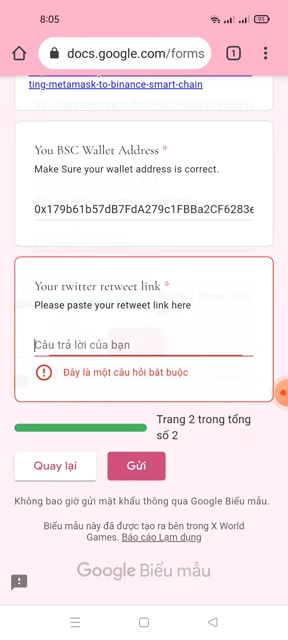 8:05
91
docs.google.com/forms
1
ting-metamask-to-binance-smart-chain
You BSC Wallet Address *
Make Sure your wallet address is correct.
0x179b61b57dB7FdA279c1FBBa2CF6283e
Your twitter retweet link *
Please paste your retweet link here
Câu trả lời của bạn
Đây là một câu hỏi bắt buộc
Trang 2 trong tổng
số 2
Quay lại
Gửi
Không bao giờ gửi mật khẩu thông qua Google Biểu mẫu.
Biểu mẫu này đã được tạo ra bên trong X World
Games. Báo cáo Lạm dụng
Google Biểu mẫu